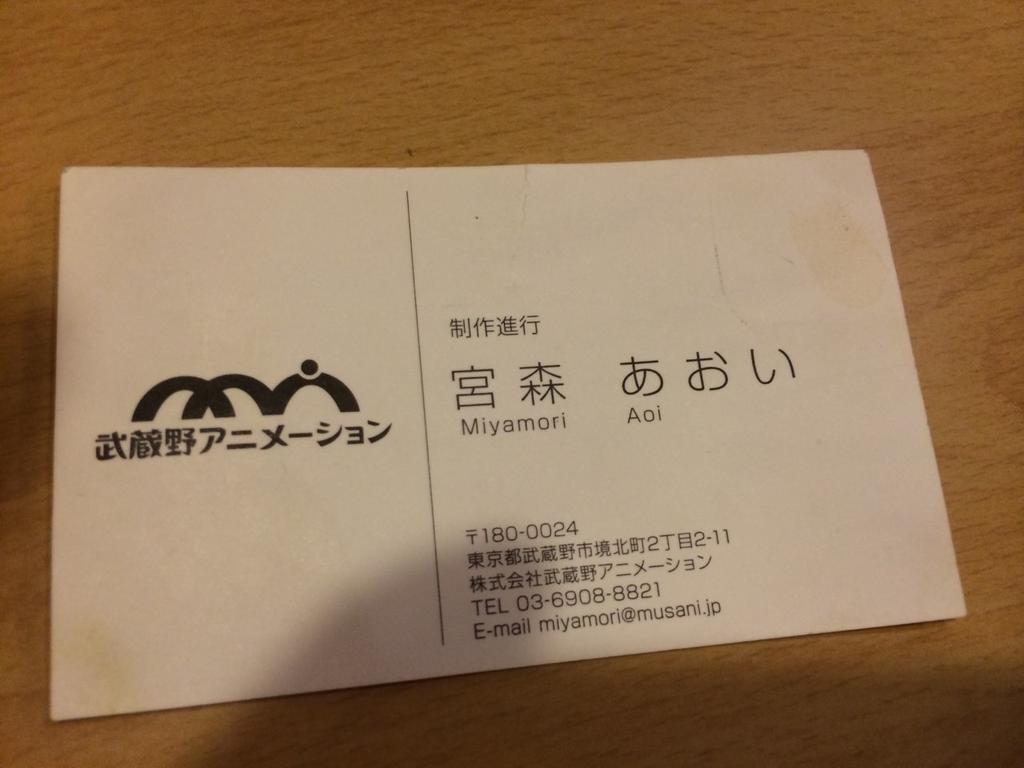 武蔵野アニメーション
制作進行
宮森 あおい
Miyamori Aoi
〒180-0024
東京都武蔵野市境北町2丁目2-11
株式会社武蔵野アニメーション
TEL 03-6908-8821
E-mail miyamori@musani.jp